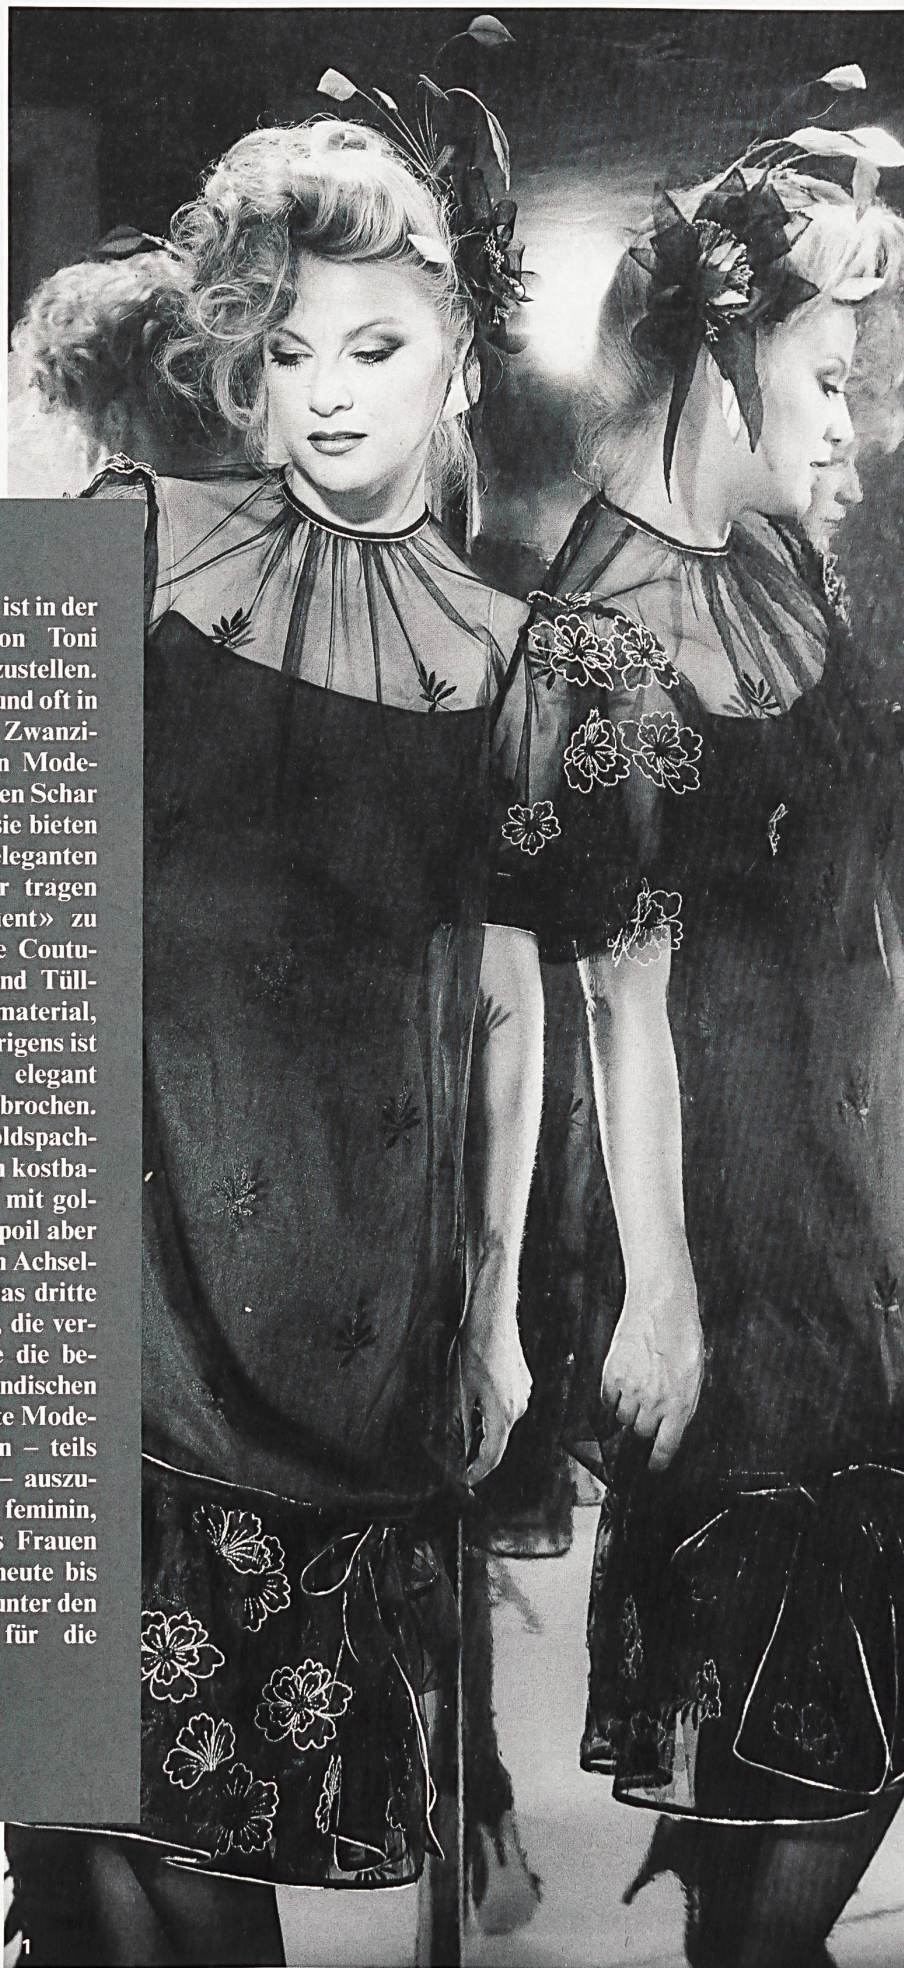 ist in der
on Toni
zustellen.
und oft in
Zwanzi-
n Mode-
en Schar
sie bieten
eleganten
r tragen
ent» zu
e Coutu-
nd Tüll-
material,
rigens ist
elegant
brochen.
oldspach-
n kostba-
mit gol-
poil aber
n Achsel-
as dritte
, die ver-
e die be-
ndischen
te Mode-
n – teils
– auszu-
feminin,
s Frauen
heute bis
unter den
für die
1